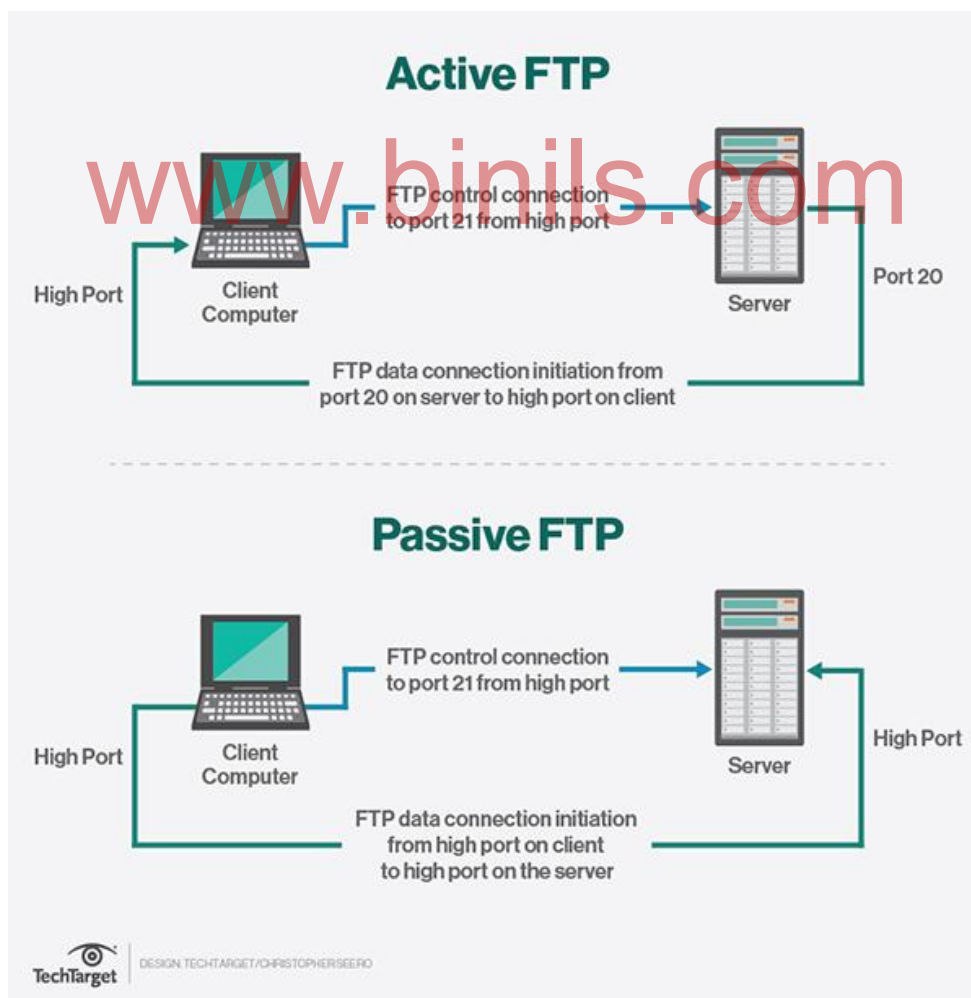 Active FTP
www.binils.com
FTP control connection
to port 21 from high port
High Port
Client
Computer
Server
Port 20
FTP data connection initiation from
port 20 on server to high port on client
Passive FTP
FTP control connection
to port 21 from high port
High Port
Client
Computer
Server
High Port
FTP data connection initiation
from high port on client
to high port on the server
TechTarget
DESIGN: TECHTARGET/CHRISTOPHER SEERO